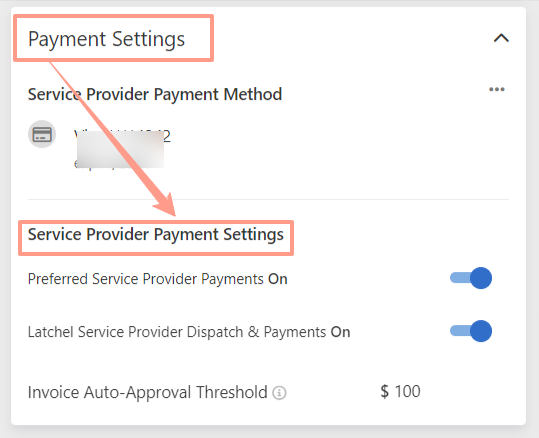 Payment Settings
Service Provider Payment Method
Service Provider Payment Settings
Preferred Service Provider Payments On
Latchel Service Provider Dispatch & Payments On
Invoice Auto-Approval Threshold $ 100